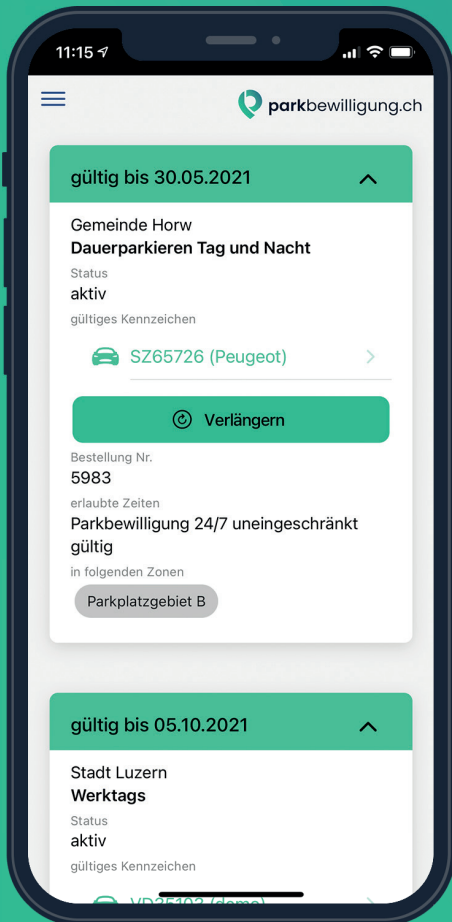 11:15
parkbewilligung.ch
gültig bis 30.05.2021
Gemeinde Horw
Dauerparkieren Tag und Nacht
Status
aktiv
gültiges Kennzeichen
SZ65726 (Peugeot)
Verlängern
Bestellung Nr.
5983
erlaubte Zeiten
Parkbewilligung 24/7 uneingeschränkt
gültig
in folgenden Zonen
Parkplatzgebiet B
gültig bis 05.10.2021
Stadt Luzern
Werktags
Status
aktiv
gültiges Kennzeichen